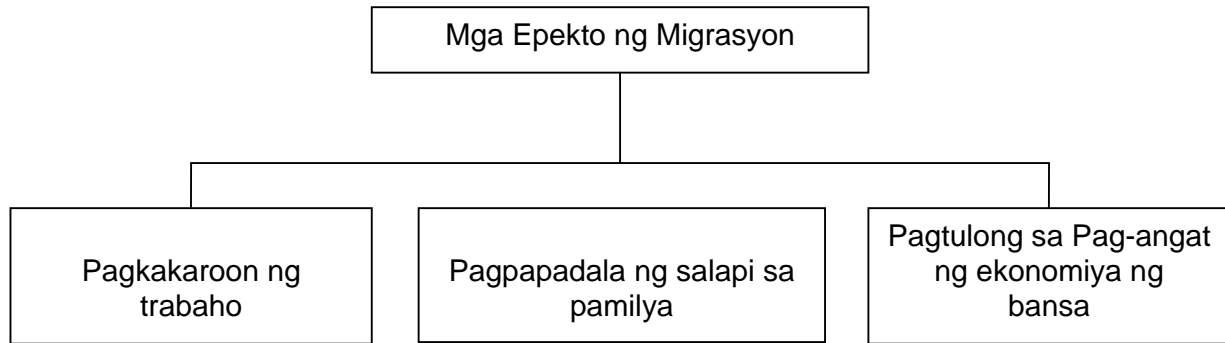 Mga Epekto ng Migrasyon
Pagkakaroon ng
trabaho
Pagpapadala ng salapi sa
pamilya
Pagtulong sa Pag-angat
ng ekonomiya ng
bansa